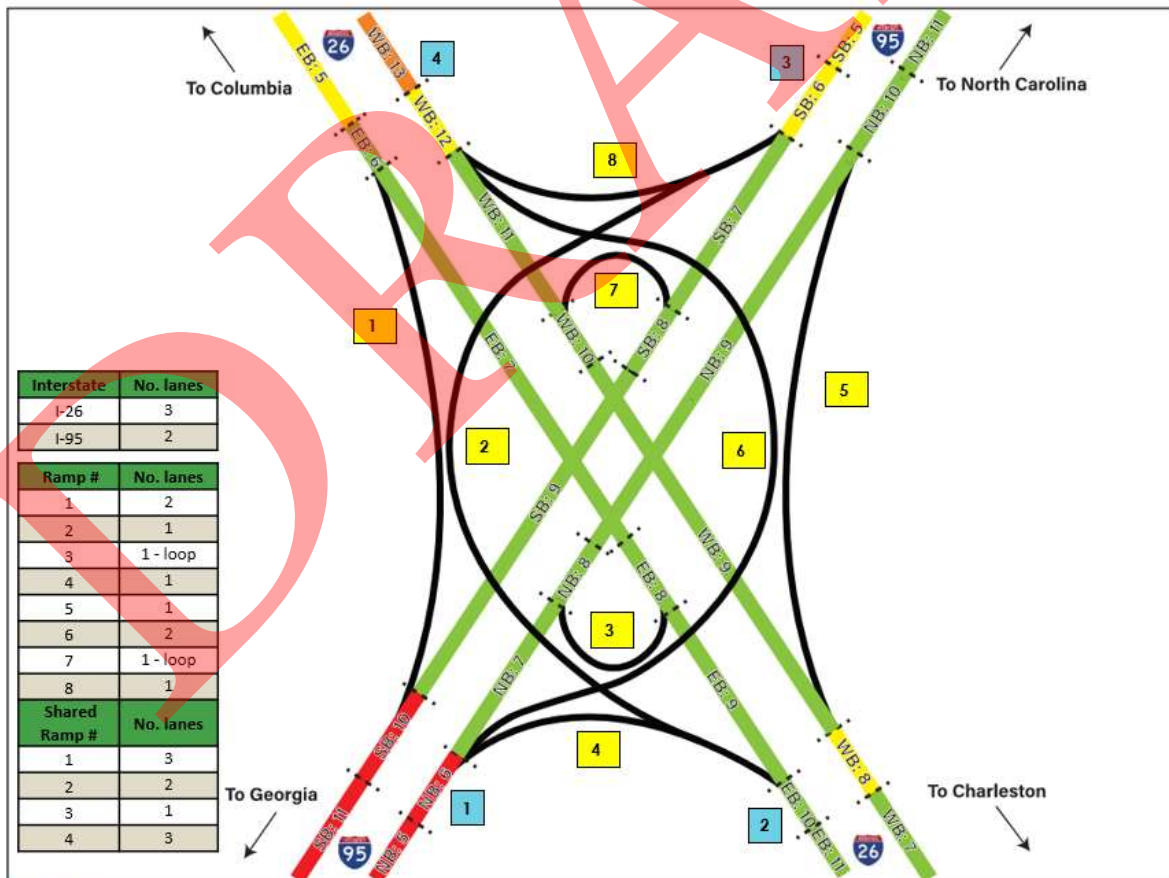 EB: 5
26
WB: 13
4
3
SB: 5
95
NB: 11
To Columbia
To North Carolina
SB: 6
NB: 10
EB: 6
WB: 12
8
WB: 11
SB: 7
7
1
EB: 7
WB: 10
SB: 8
NB: 9
5
2
6
SB: 9
WB: 9
NB: 8
EB: 8
3
NB: 7
EB: 9
4
SB: 10
NB: 6
WB: 8
To Georgia
1
2
EB: 10
To Charleston
SB: 11
NB: 5
95
EB: 11
26
WB: 7
Interstate No. lanes
I-26 3
I-95 2
Ramp # No. lanes
1 2
2 1
3 1 - loop
4 1
5 1
6 2
7 1 - loop
8 1
Shared Ramp # No. lanes
1 3
2 2
3 1
4 3
DRA